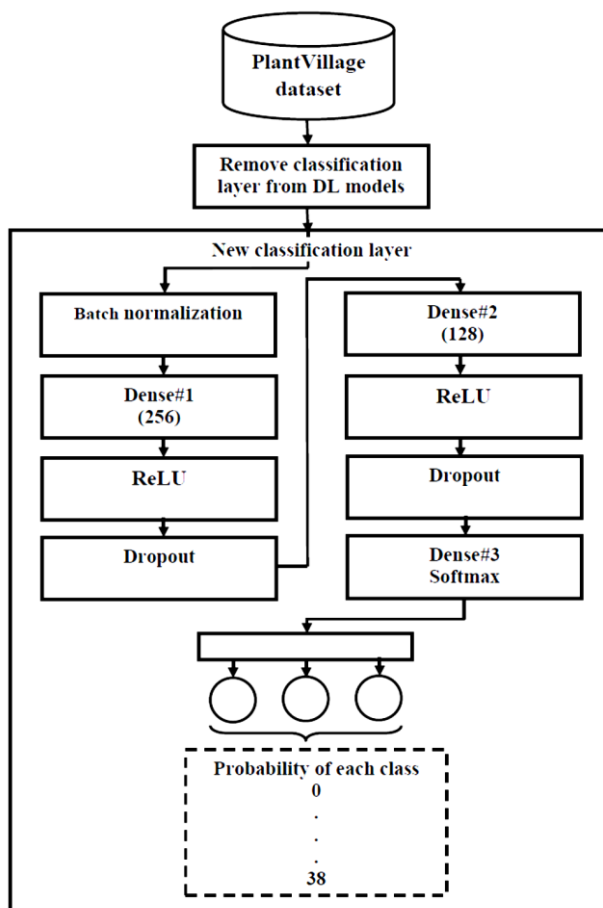 PlantVillage
dataset
Remove classification
layer from DL models
New classification layer
Batch normalization
Dense#1
(256)
ReLU
Dropout
Dense#2
(128)
ReLU
Dropout
Dense#3
Softmax
Probability of each class
0
.
.
.
38